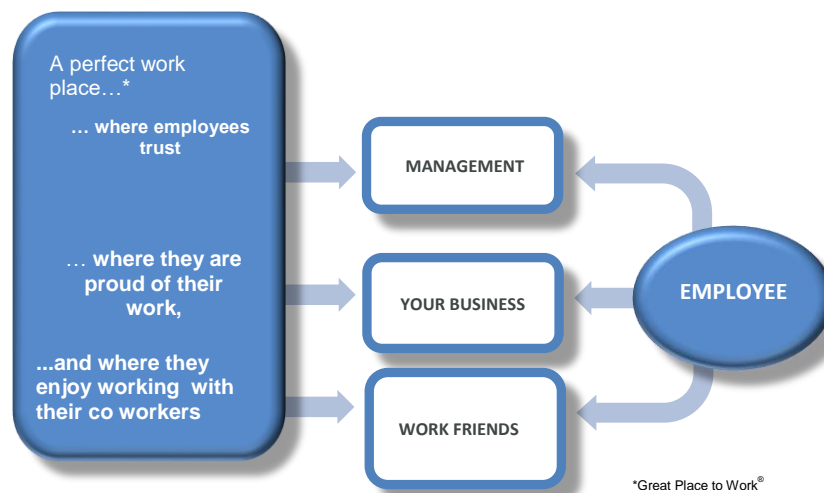 A perfect work
place…*
… where employees
trust
… where they are
proud of their
work,
...and where they
enjoy working  with
their co workers
MANAGEMENT
YOUR BUSINESS
WORK FRIENDS
EMPLOYEE
*Great Place to Work®